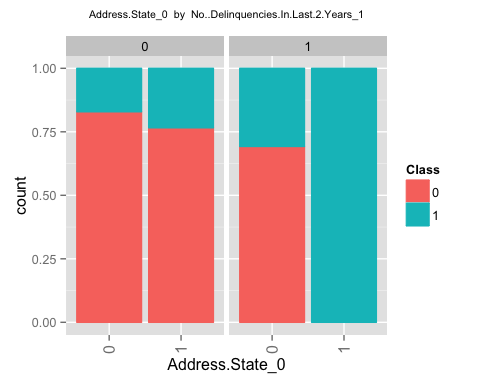 Address.State_0 by No..Delinquencies.In.Last.2.Years_1
0 1
1.00
0.75
0.50
0.25
0.00
count
0 1 0 1
Address.State_0
Class
0
1